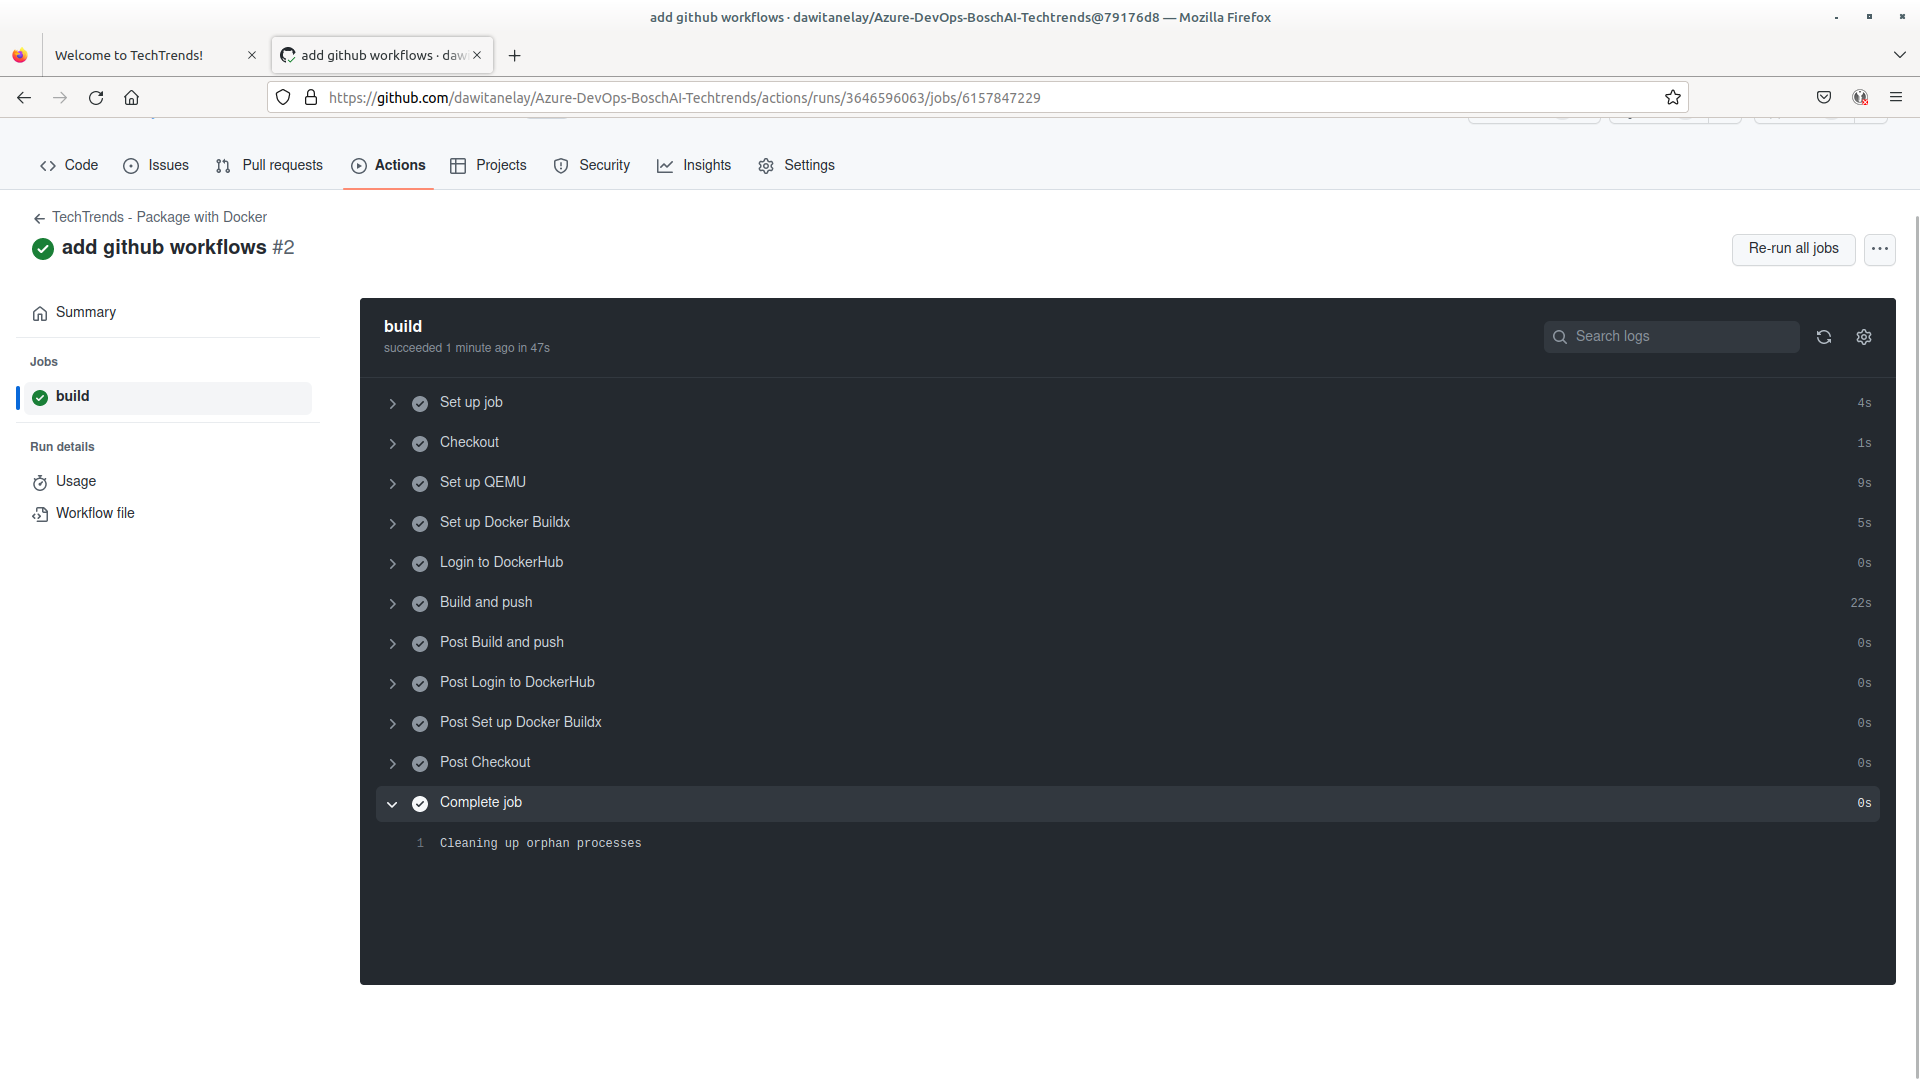 add github workflows · dawitanelay/Azure-DevOps-BoschAI-Techtrends@79176d8 — Mozilla Firefox
Welcome to TechTrends!
add github workflows · daw
https://github.com/dawitanelay/Azure-DevOps-BoschAI-Techtrends/actions/runs/3646596063/jobs/6157847229
Code Issues Pull requests Actions Projects Security Insights Settings
TechTrends - Package with Docker
add github workflows #2
Re-run all jobs
Summary
Jobs
build
Run details
Usage
Workflow file
build
succeeded 1 minute ago in 47s
Search logs
Set up job 4s
Checkout 1s
Set up QEMU 9s
Set up Docker Buildx 5s
Login to DockerHub 0s
Build and push 22s
Post Build and push 0s
Post Login to DockerHub 0s
Post Set up Docker Buildx 0s
Post Checkout 0s
Complete job 0s
1 Cleaning up orphan processes